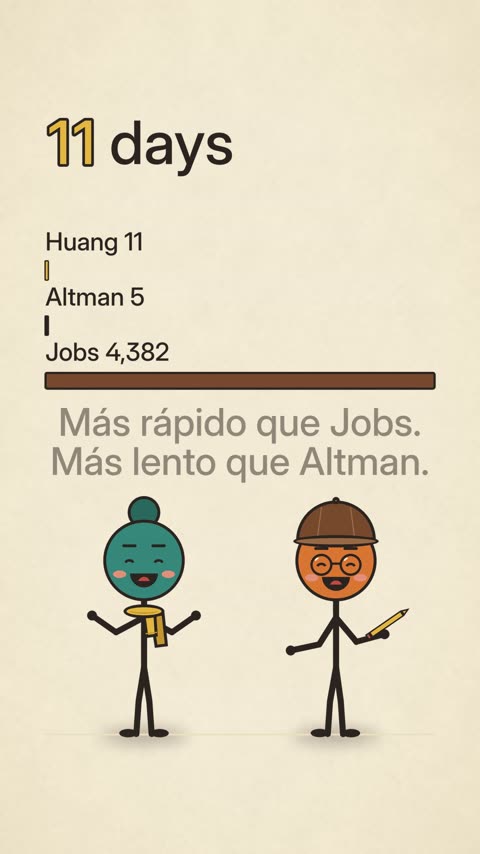 11 days
Huang 11
Altman 5
Jobs 4,382
Más rápido que Jobs.
Más lento que Altman.